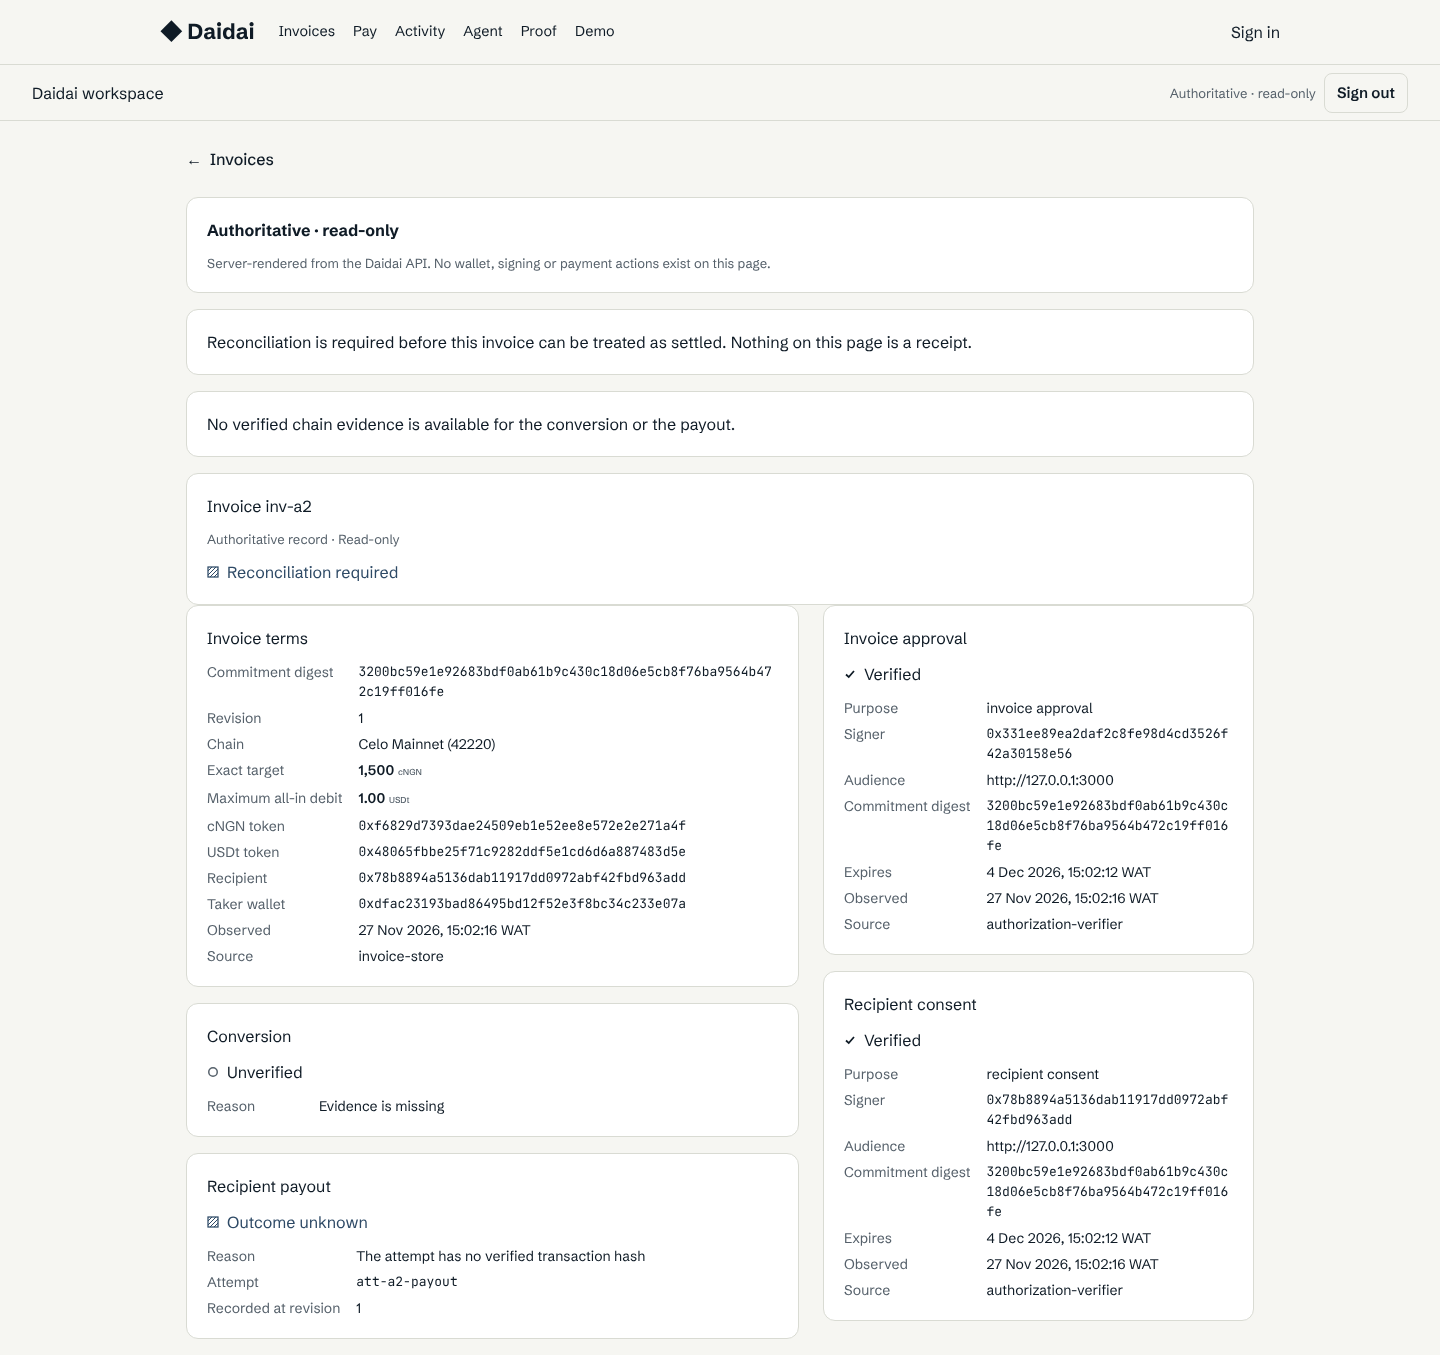 Daidai Invoices Pay Activity Agent Proof Demo Sign in
Daidai workspace Authoritative · read-only Sign out
← Invoices
Authoritative · read-only
Server-rendered from the Daidai API. No wallet, signing or payment actions exist on this page.
Reconciliation is required before this invoice can be treated as settled. Nothing on this page is a receipt.
No verified chain evidence is available for the conversion or the payout.
Invoice inv-a2
Authoritative record · Read-only
Reconciliation required
Invoice terms
Commitment digest 3200bc59e1e92683bdf0ab61b9c430c18d06e5cb8f76ba9564b47
2c19ff016fe
Revision 1
Chain Celo Mainnet (42220)
Exact target 1,500 cNGN
Maximum all-in debit 1.00 USDt
cNGN token 0xf6829d7393dae24509eb1e52ee8e572e2e271a4f
USDt token 0x48065fbbe25f71c9282ddf5e1cd6d6a887483d5e
Recipient 0x78b8894a5136dab11917dd0972abf42fbd963add
Taker wallet 0xdfac23193bad86495bd12f52e3f8bc34c233e07a
Observed 27 Nov 2026, 15:02:16 WAT
Source invoice-store
Conversion
Unverified
Reason Evidence is missing
Recipient payout
Outcome unknown
Reason The attempt has no verified transaction hash
Attempt att-a2-payout
Recorded at revision 1
Invoice approval
Verified
Purpose invoice approval
Signer 0x331ee89ea2daf2c8fe98d4cd3526f
42a30158e56
Audience http://127.0.0.1:3000
Commitment digest 3200bc59e1e92683bdf0ab61b9c430c
18d06e5cb8f76ba9564b472c19ff016
fe
Expires 4 Dec 2026, 15:02:12 WAT
Observed 27 Nov 2026, 15:02:16 WAT
Source authorization-verifier
Recipient consent
Verified
Purpose recipient consent
Signer 0x78b8894a5136dab11917dd0972abf
42fbd963add
Audience http://127.0.0.1:3000
Commitment digest 3200bc59e1e92683bdf0ab61b9c430c
18d06e5cb8f76ba9564b472c19ff016
fe
Expires 4 Dec 2026, 15:02:12 WAT
Observed 27 Nov 2026, 15:02:16 WAT
Source authorization-verifier